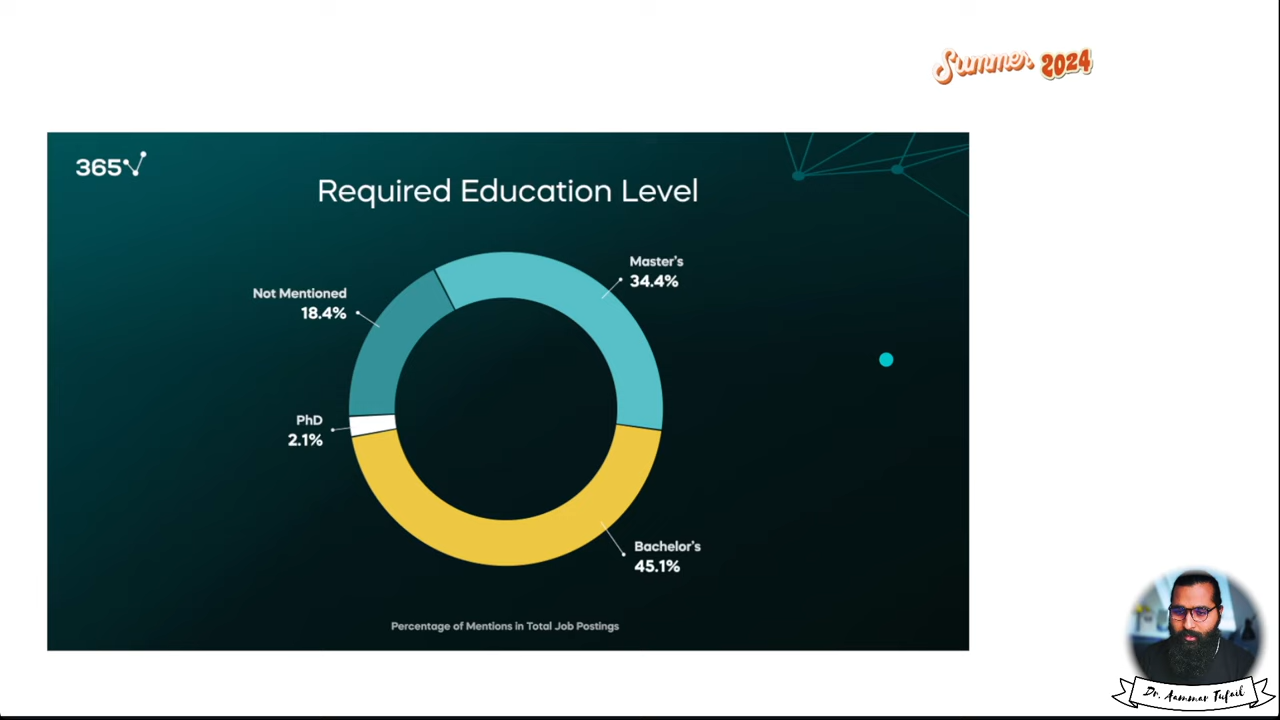 Summer 2024
365
Required Education Level
Master's
34.4%
Not Mentioned
18.4%
PhD
2.1%
Bachelor's
45.1%
Percentage of Mentions in Total Job Postings
Dr. Aammar Tufail